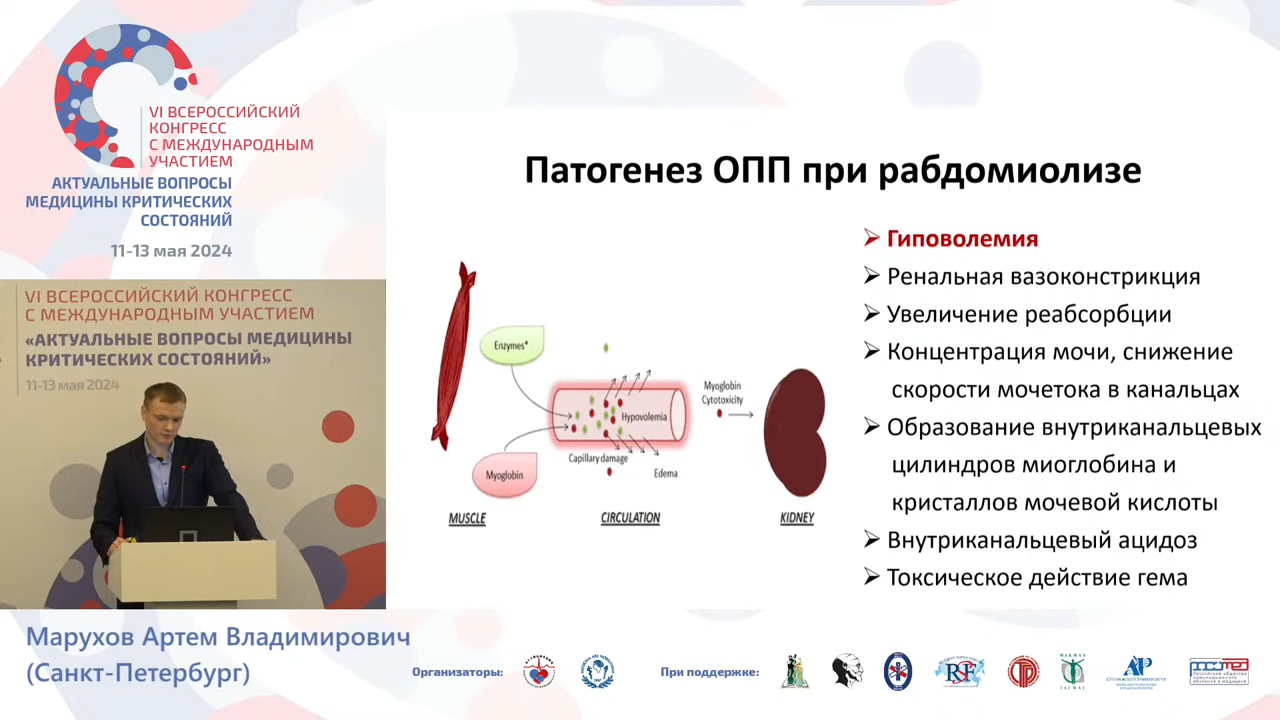 VI ВСЕРОССИЙСКИЙ
КОНГРЕСС
С МЕЖДУНАРОДНЫМ
УЧАСТИЕМ
АКТУАЛЬНЫЕ ВОПРОСЫ
МЕДИЦИНЫ КРИТИЧЕСКИХ
СОСТОЯНИЙ
11-13 мая 2024
VI ВСЕРОССИЙСКИЙ КОНГРЕСС
С МЕЖДУНАРОДНЫМ УЧАСТИЕМ
«АКТУАЛЬНЫЕ ВОПРОСЫ МЕДИЦИНЫ
КРИТИЧЕСКИХ СОСТОЯНИЙ»
11-13 мая 2024
Патогенез ОПП при рабдомиолизе
Enzymes*
Myoglobin
Hypovolemia
Capillary damage
Edema
Myoglobin
Cytotoxicity
MUSCLE
CIRCULATION
KIDNEY
➢ Гиповолемия
➢ Ренальная вазоконстрикция
➢ Увеличение реабсорбции
➢ Концентрация мочи, снижение
скорости мочетока в канальцах
➢ Образование внутриканальцевых
цилиндров миоглобина и
кристаллов мочевой кислоты
➢ Внутриканальцевый ацидоз
➢ Токсическое действие гема
Марухов Артем Владимирович
(Санкт-Петербург)
Организаторы:
При поддержке: